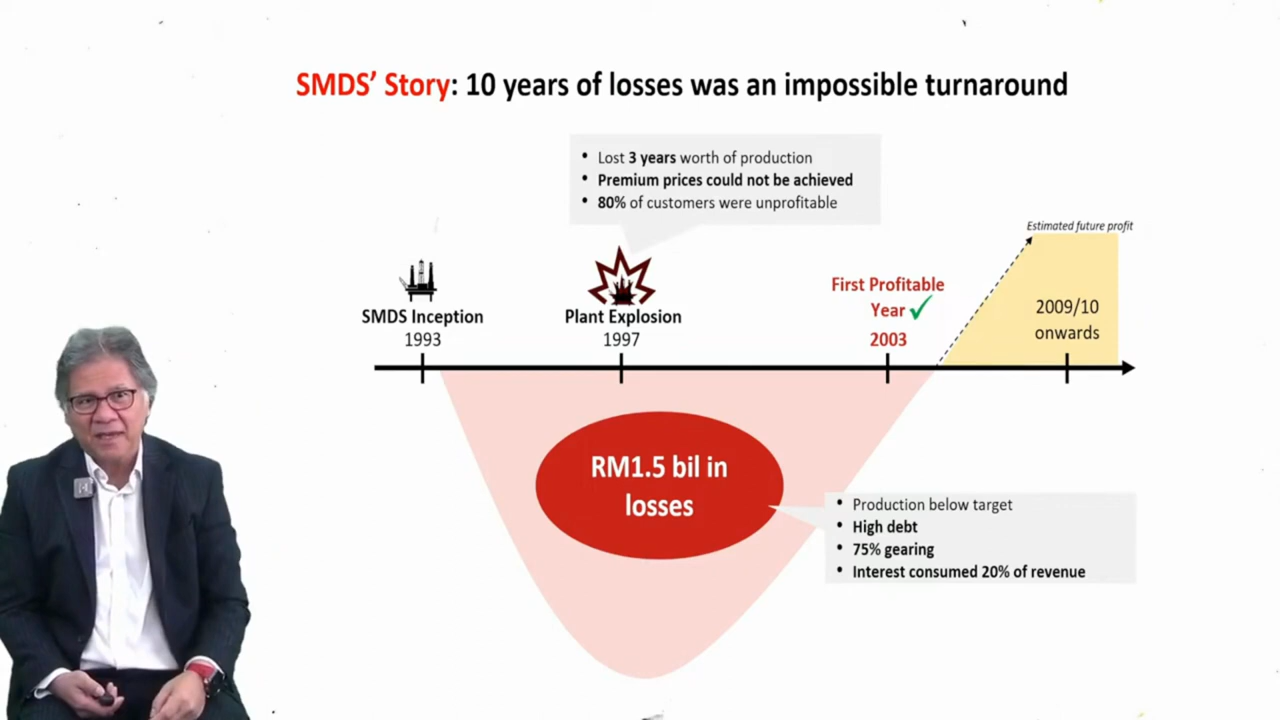 SMDS’ Story: 10 years of losses was an impossible turnaround
• Lost 3 years worth of production
• Premium prices could not be achieved
• 80% of customers were unprofitable
Estimated future profit
SMDS Inception
1993
Plant Explosion
1997
First Profitable
Year
2003
2009/10
onwards
RM1.5 bil in
losses
• Production below target
• High debt
• 75% gearing
• Interest consumed 20% of revenue